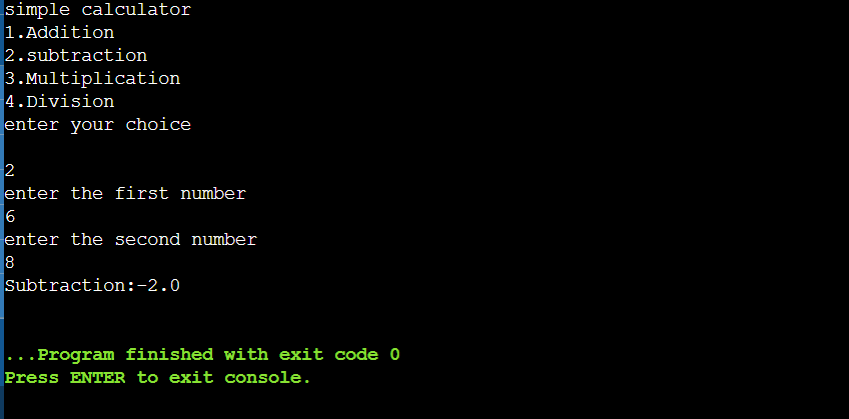 simple calculator
1.Addition
2.subtraction
3.Multiplication
4.Division
enter your choice
2
enter the first number
6
enter the second number
8
Subtraction:-2.0
...Program finished with exit code 0
Press ENTER to exit console.